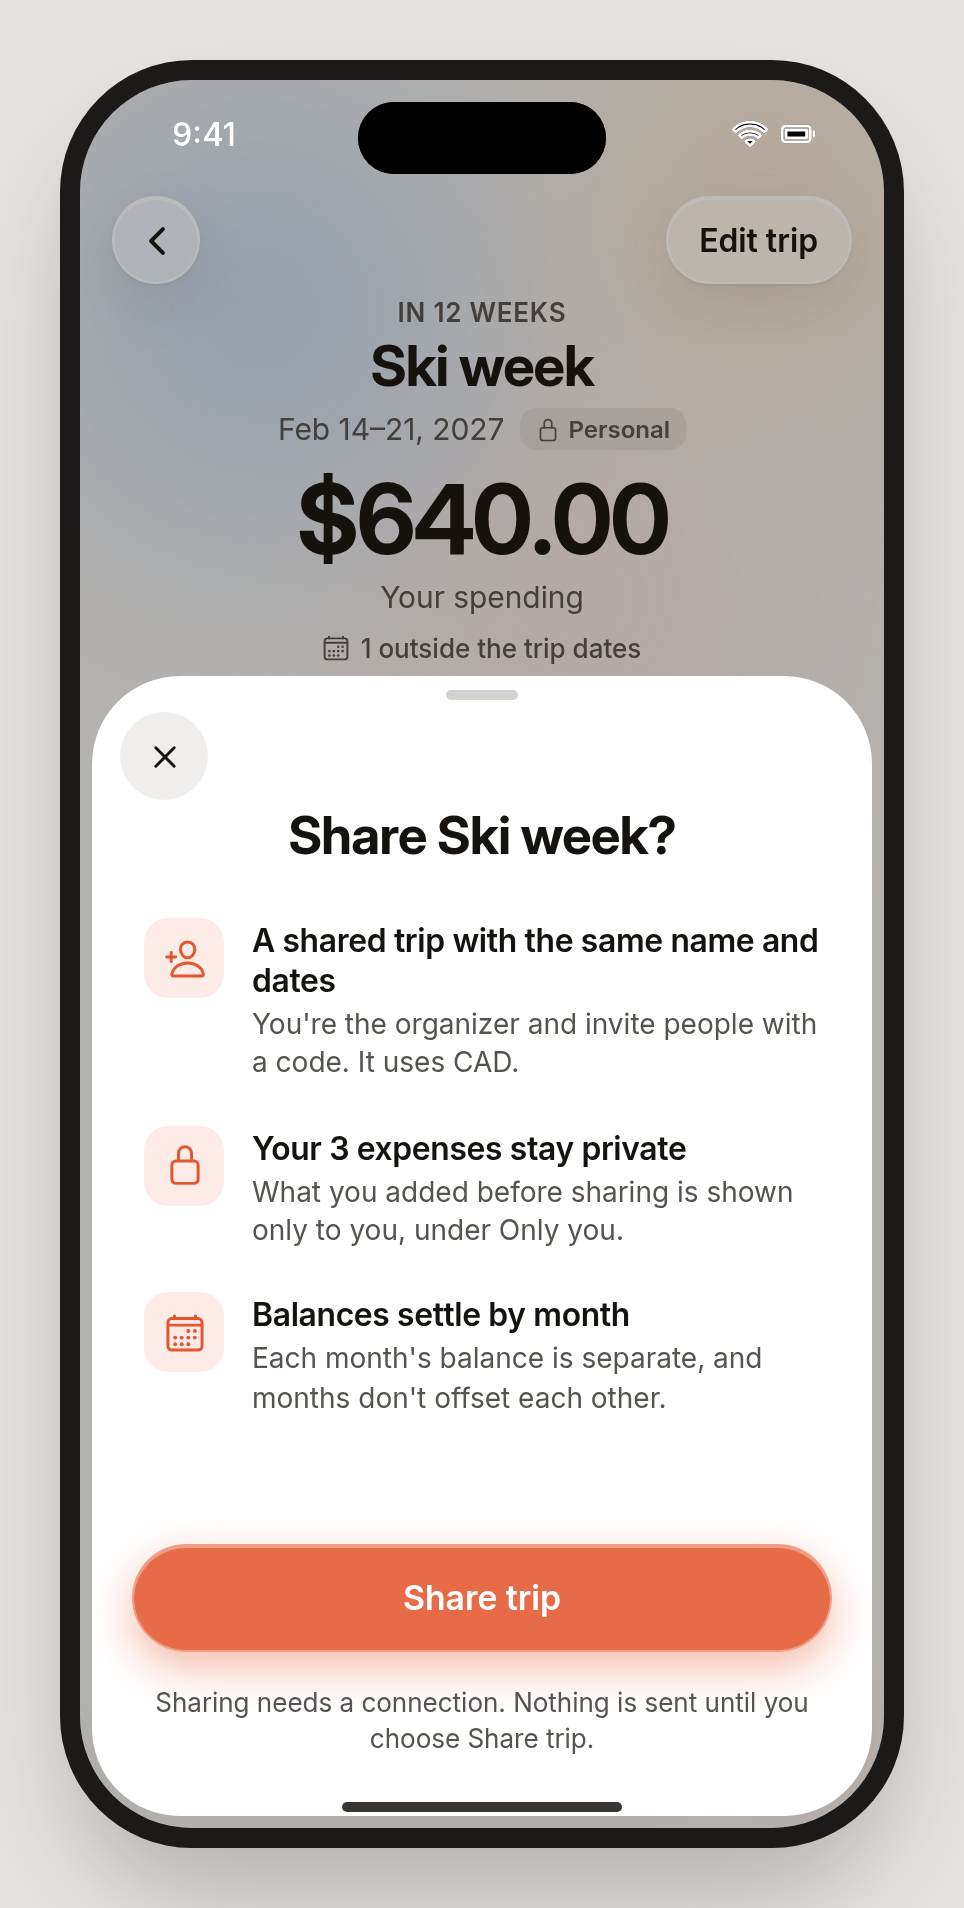 9:41
Edit trip
IN 12 WEEKS
Ski week
Feb 14–21, 2027 Personal
$640.00
Your spending
1 outside the trip dates
Share Ski week?
A shared trip with the same name and
dates
You're the organizer and invite people with
a code. It uses CAD.
Your 3 expenses stay private
What you added before sharing is shown
only to you, under Only you.
Balances settle by month
Each month's balance is separate, and
months don't offset each other.
Share trip
Sharing needs a connection. Nothing is sent until you
choose Share trip.